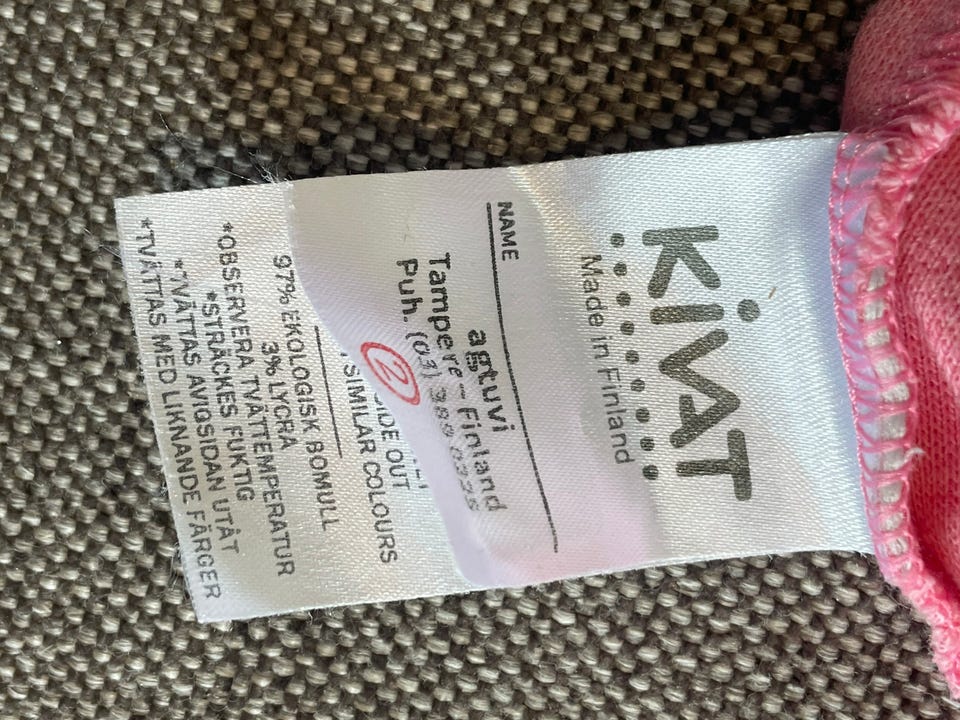 KiVAT
Made in Finland
NAME
agtuvi
Tampere - Finland
Puh. (03)
2
SIDE OUT
SIMILAR COLOURS
97% EKOLOGISK BOMULL
3% LYCRA
*OBSERVERA TVÄTTEMPERATUR
*STRÄCKES FUKTIG
*TVÄTTAS AVIGSIDAN UTÅT
*TVÄTTAS MED LIKNANDE FÄRGER